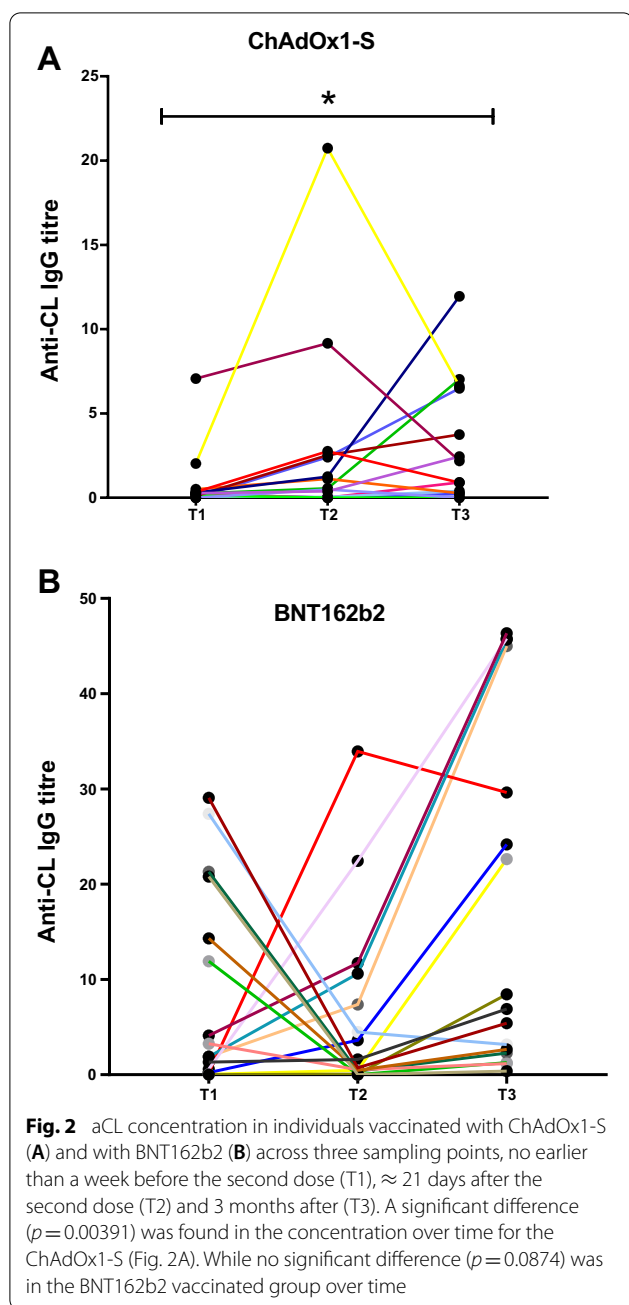 ChAdOx1-S
A
*
25
20
15
10
5
0
Anti-CL IgG titre
T1 T2 T3
B
BNT162b2
50
40
30
20
10
0
Anti-CL IgG titre
T1 T2 T3
Fig. 2 aCL concentration in individuals vaccinated with ChAdOx1-S
(A) and with BNT162b2 (B) across three sampling points, no earlier
than a week before the second dose (T1), ≈ 21 days after the
second dose (T2) and 3 months after (T3). A significant difference
(p = 0.00391) was found in the concentration over time for the
ChAdOx1-S (Fig. 2A). While no significant difference (p = 0.0874) was
in the BNT162b2 vaccinated group over time